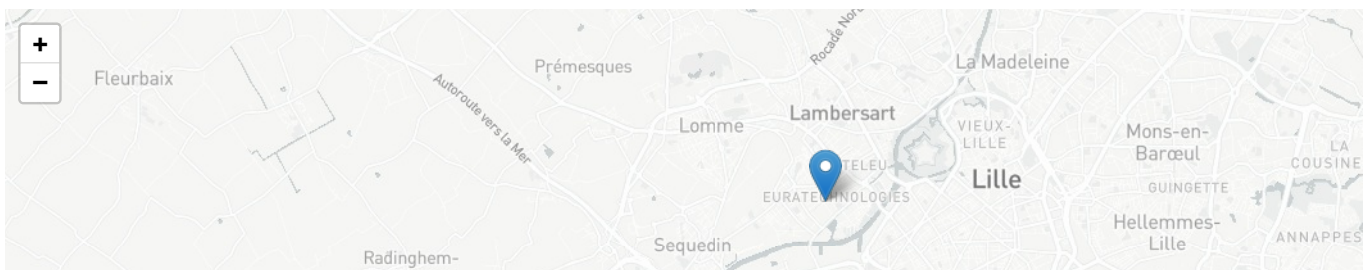 +
−
Fleurbaix
Prémesques
Autoroute vers la Mer
Rocade Nord
La Madeleine
Lomme
Lambersart
VIEUX-
LILLE
Mons-en-
Barœul
LA
COUSINE
EURATECHNOLOGIES
Lille
GUINGETTE
Hellemmes-
Lille
ANNAPPES
Sequedin
Radinghem-